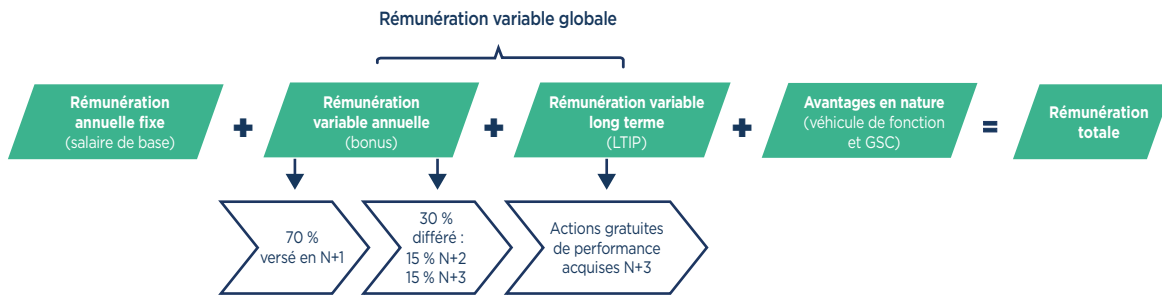 Rémunération variable globale
Rémunération
annuelle fixe
(salaire de base)
+
Rémunération
variable annuelle
(bonus)
+
Rémunération variable
long terme
(LTIP)
+
Avantages en nature
(véhicule de fonction
et GSC)
=
Rémunération
totale
70 %
versé en N+1
30 %
différé :
15 % N+2
15 % N+3
Actions gratuites
de performance
acquises N+3